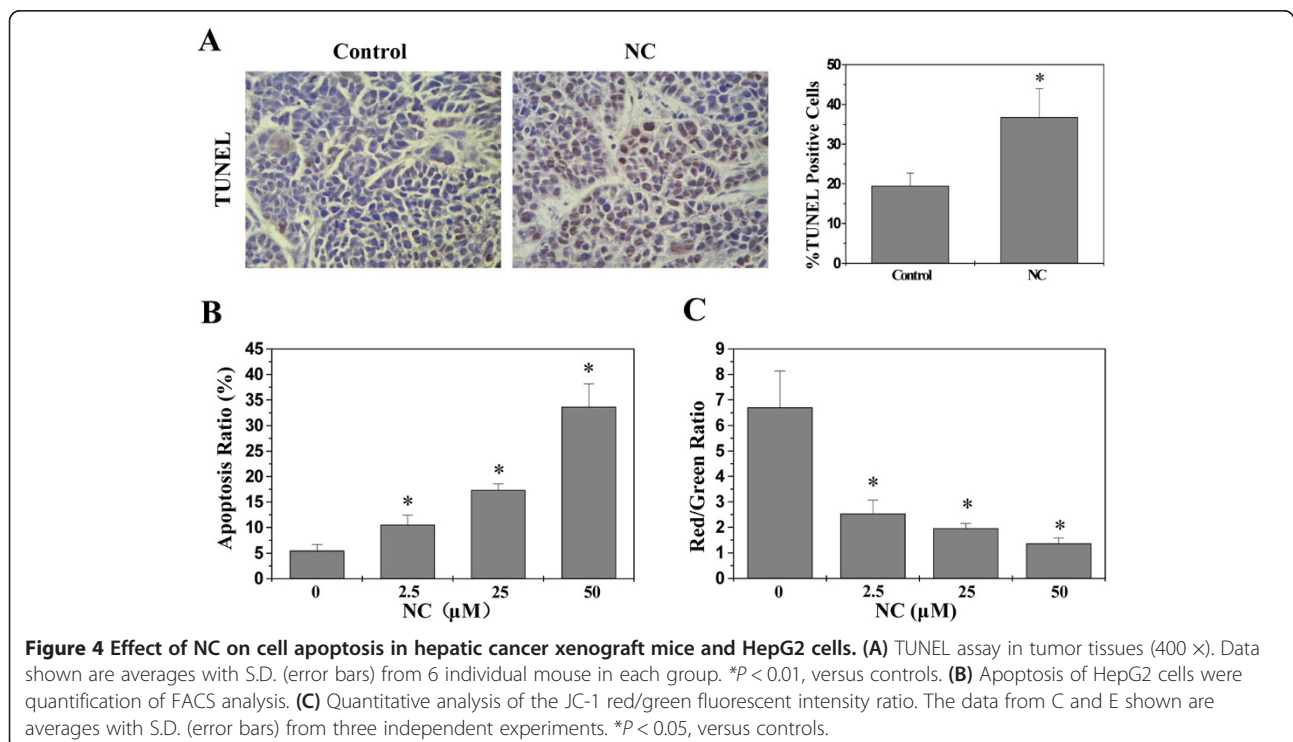 A
Control
NC
TUNEL
%TUNEL Positive Cells
50
40
30
20
10
0
*
Control
NC
B
Apoptosis Ratio (%)
45
40
35
30
25
20
15
10
5
0
*
*
*
0
2.5
25
50
NC (μM)
C
Red/Green Ratio
9
8
7
6
5
4
3
2
1
0
*
*
*
0
2.5
25
50
NC (μM)
Figure 4 Effect of NC on cell apoptosis in hepatic cancer xenograft mice and HepG2 cells. (A) TUNEL assay in tumor tissues (400 ×). Data
shown are averages with S.D. (error bars) from 6 individual mouse in each group. *P < 0.01, versus controls. (B) Apoptosis of HepG2 cells were
quantification of FACS analysis. (C) Quantitative analysis of the JC-1 red/green fluorescent intensity ratio. The data from C and E shown are
averages with S.D. (error bars) from three independent experiments. *P < 0.05, versus controls.